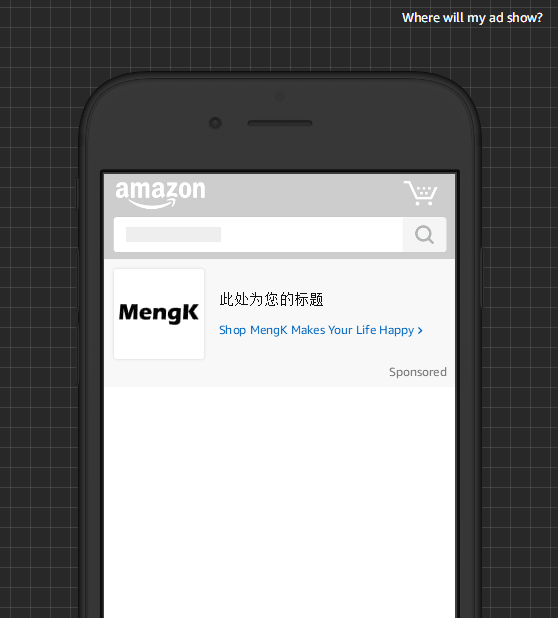 Where will my ad show?
amazon
MengK
此处为您的标题
Shop MengK Makes Your Life Happy ›
Sponsored